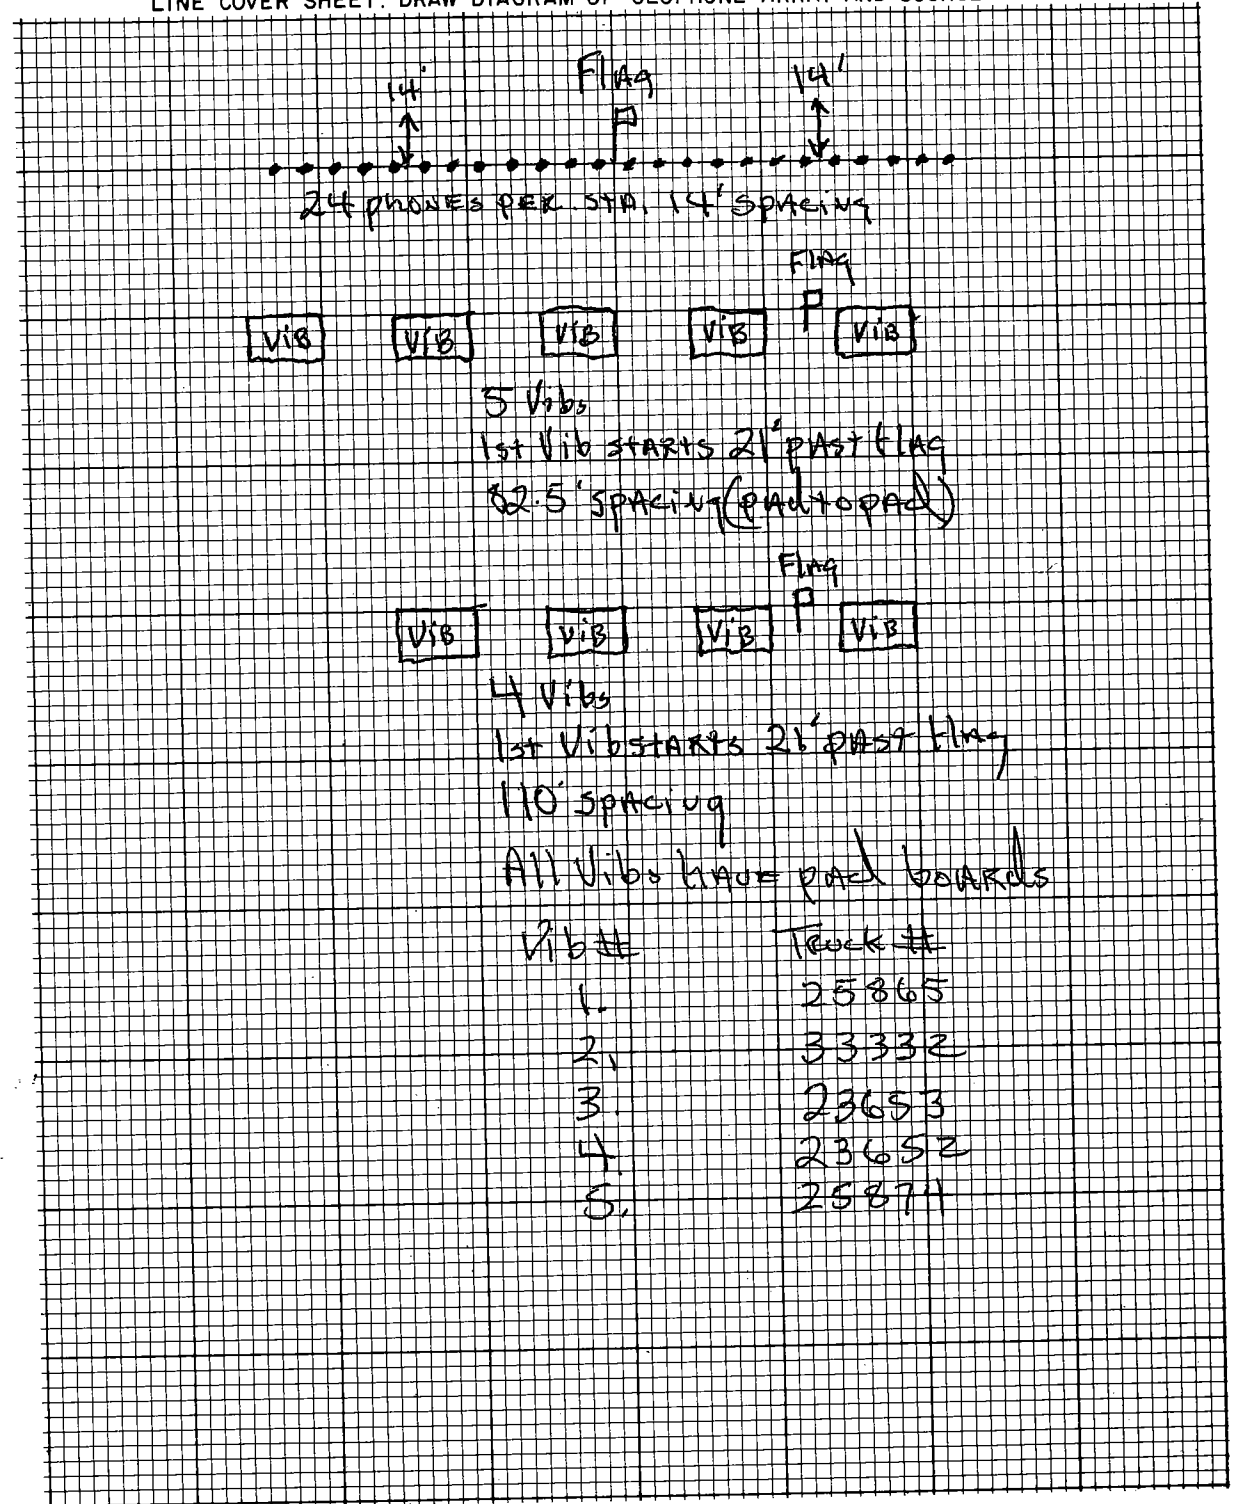 LINE COVER SHEET: DRAW DIAGRAM OF GEOPHONE ARRAY AND SOURCE
14' Flag 14'
24 phones per sta. 14' spacing
Flag
Vib Vib Vib Vib Vib
5 Vibs
1st Vib starts 21' past flag
82.5' spacing (pad to pad)
Flag
Vib Vib Vib Vib
4 Vibs
1st Vib starts 21' past flag
110' spacing
All Vibs have pad boards
Vib # Truck #
1. 25865
2. 33332
3. 23653
4. 23652
5. 25874